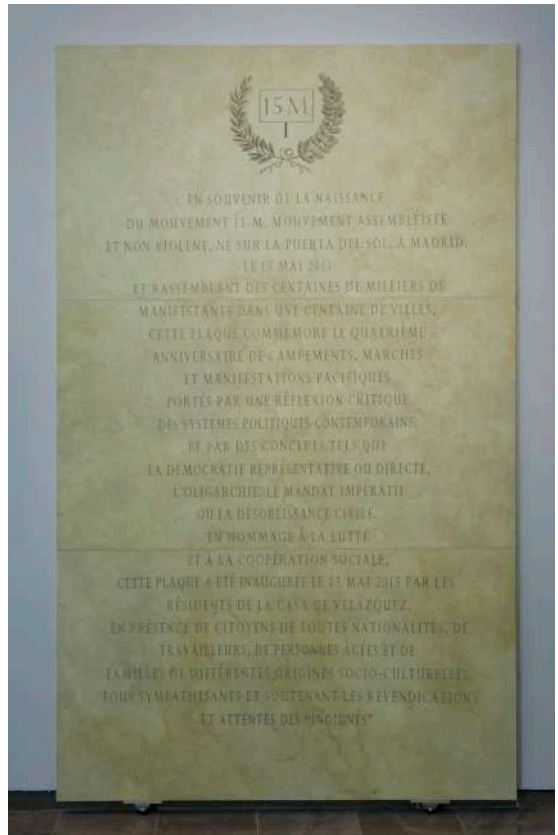 15 M
EN SOUVENIR DE LA NAISSANCE
DU MOUVEMENT 15-M, MOUVEMENT ASSEMBLÉISTE
ET NON VIOLENT, NÉ SUR LA PUERTA DEL SOL, À MADRID,
LE 15 MAI 2011
ET RASSEMBLANT DES CENTAINES DE MILLIERS DE
MANIFESTANTS DANS UNE CENTAINE DE VILLES,
CETTE PLAQUE COMMÉMORE LE QUATRIÈME
ANNIVERSAIRE DE CAMPEMENTS, MARCHES
ET MANIFESTATIONS PACIFIQUES
PORTÉS PAR UNE RÉFLEXION CRITIQUE
DES SYSTÈMES POLITIQUES CONTEMPORAINS,
ET PAR DES CONCEPTS TELS QUE
LA DÉMOCRATIE REPRÉSENTATIVE OU DIRECTE,
L'OLIGARCHIE, LE MANDAT IMPÉRATIF
OU LA DÉSOBÉISSANCE CIVILE.
EN HOMMAGE À LA LUTTE
ET À LA COOPÉRATION SOCIALE;
CETTE PLAQUE A ÉTÉ INAUGURÉE LE 15 MAI 2015 PAR LES
RÉSIDENTS DE LA CASA DE VELÁZQUEZ,
EN PRÉSENCE DE CITOYENS DE TOUTES NATIONALITÉS, DE
TRAVAILLEURS, DE PERSONNES ÂGÉES ET DE
FAMILLES DE DIFFÉRENTES ORIGINES SOCIO-CULTURELLES,
TOUS SYMPATHISANTS ET SOUTENANT LES REVENDICATIONS
ET ATTENTES DES "INDIGNÉS"